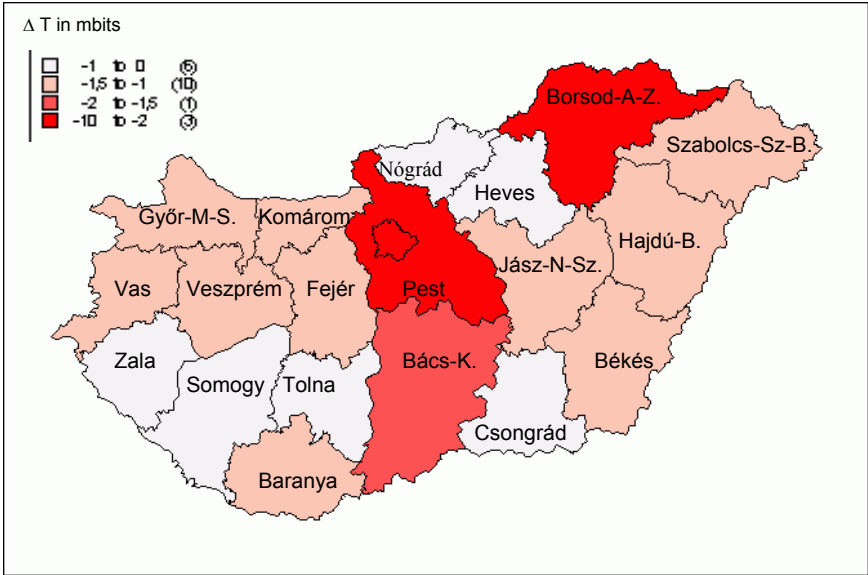 Δ T in mbits
-1 to 0 (6)
-1,5 to -1 (10)
-2 to -1,5 (1)
-10 to -2 (3)
Borsod-A-Z.
Szabolcs-Sz-B.
Nógrád
Heves
Győr-M-S.
Komárom
Hajdú-B.
Jász-N-Sz.
Vas
Veszprém
Fejér
Pest
Zala
Bács-K.
Békés
Somogy
Tolna
Csongrád
Baranya